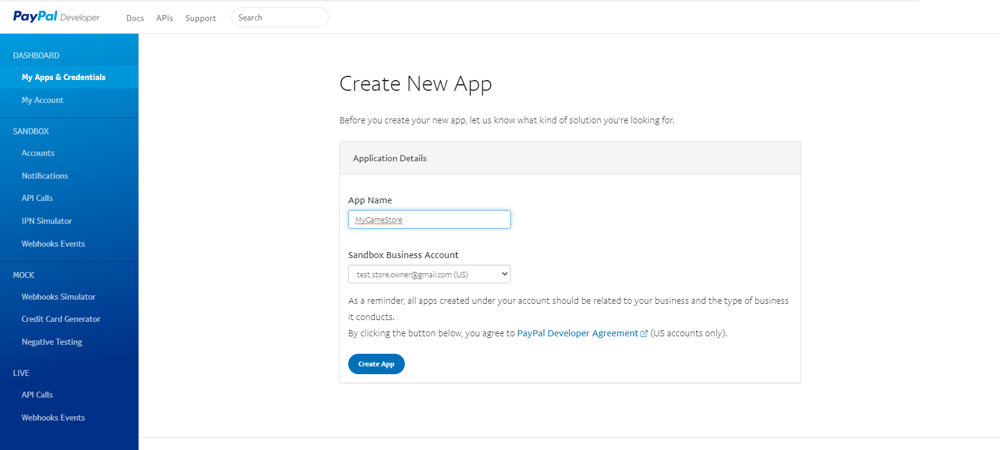 PayPal Developer
Docs APIs Support Search
DASHBOARD
My Apps & Credentials
My Account
SANDBOX
Accounts
Notifications
API Calls
IPN Simulator
Webhooks Events
MOCK
Webhooks Simulator
Credit Card Generator
Negative Testing
LIVE
API Calls
Webhooks Events
Create New App
Before you create your new app, let us know what kind of solution you're looking for.
Application Details
App Name
MyGameStore
Sandbox Business Account
test.store.owner@gmail.com (US)
As a reminder, all apps created under your account should be related to your business and the type of business
it conducts.
By clicking the button below, you agree to PayPal Developer Agreement (US accounts only).
Create App